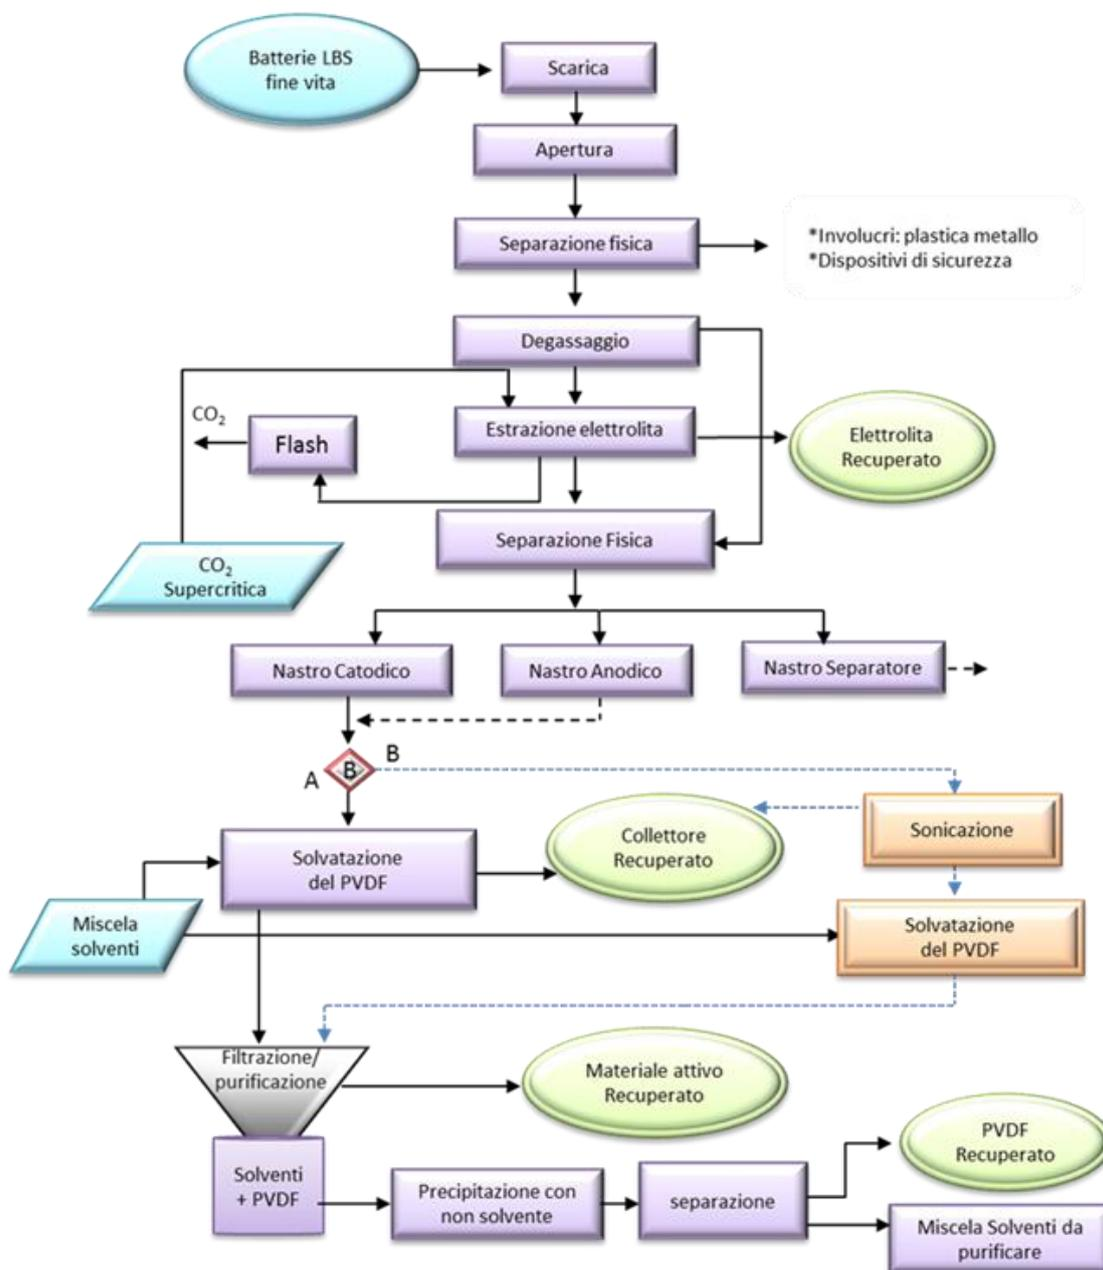 Batterie LBS
fine vita
Scarica
Apertura
Separazione fisica
*Involucri: plastica metallo
*Dispositivi di sicurezza
Degassaggio
CO₂
Flash
Estrazione elettrolita
Elettrolita
Recuperato
CO₂
Supercritica
Separazione Fisica
Nastro Catodico
Nastro Anodico
Nastro Separatore
A
B
B
Solvatazione
del PVDF
Collettore
Recuperato
Sonicazione
Miscela
solventi
Solvatazione
del PVDF
Filtrazione/
purificazione
Materiale attivo
Recuperato
PVDF
Recuperato
Solventi
+ PVDF
Precipitazione con
non solvente
separazione
Miscela Solventi da
purificare